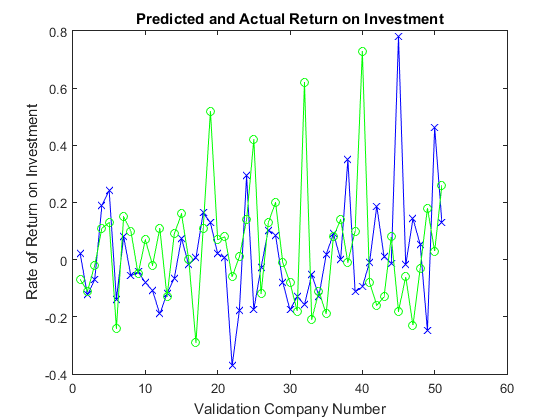 Predicted and Actual Return on Investment
0.8
0.6
0.4
0.2
0
-0.2
-0.4
Rate of Return on Investment
0 10 20 30 40 50 60
Validation Company Number